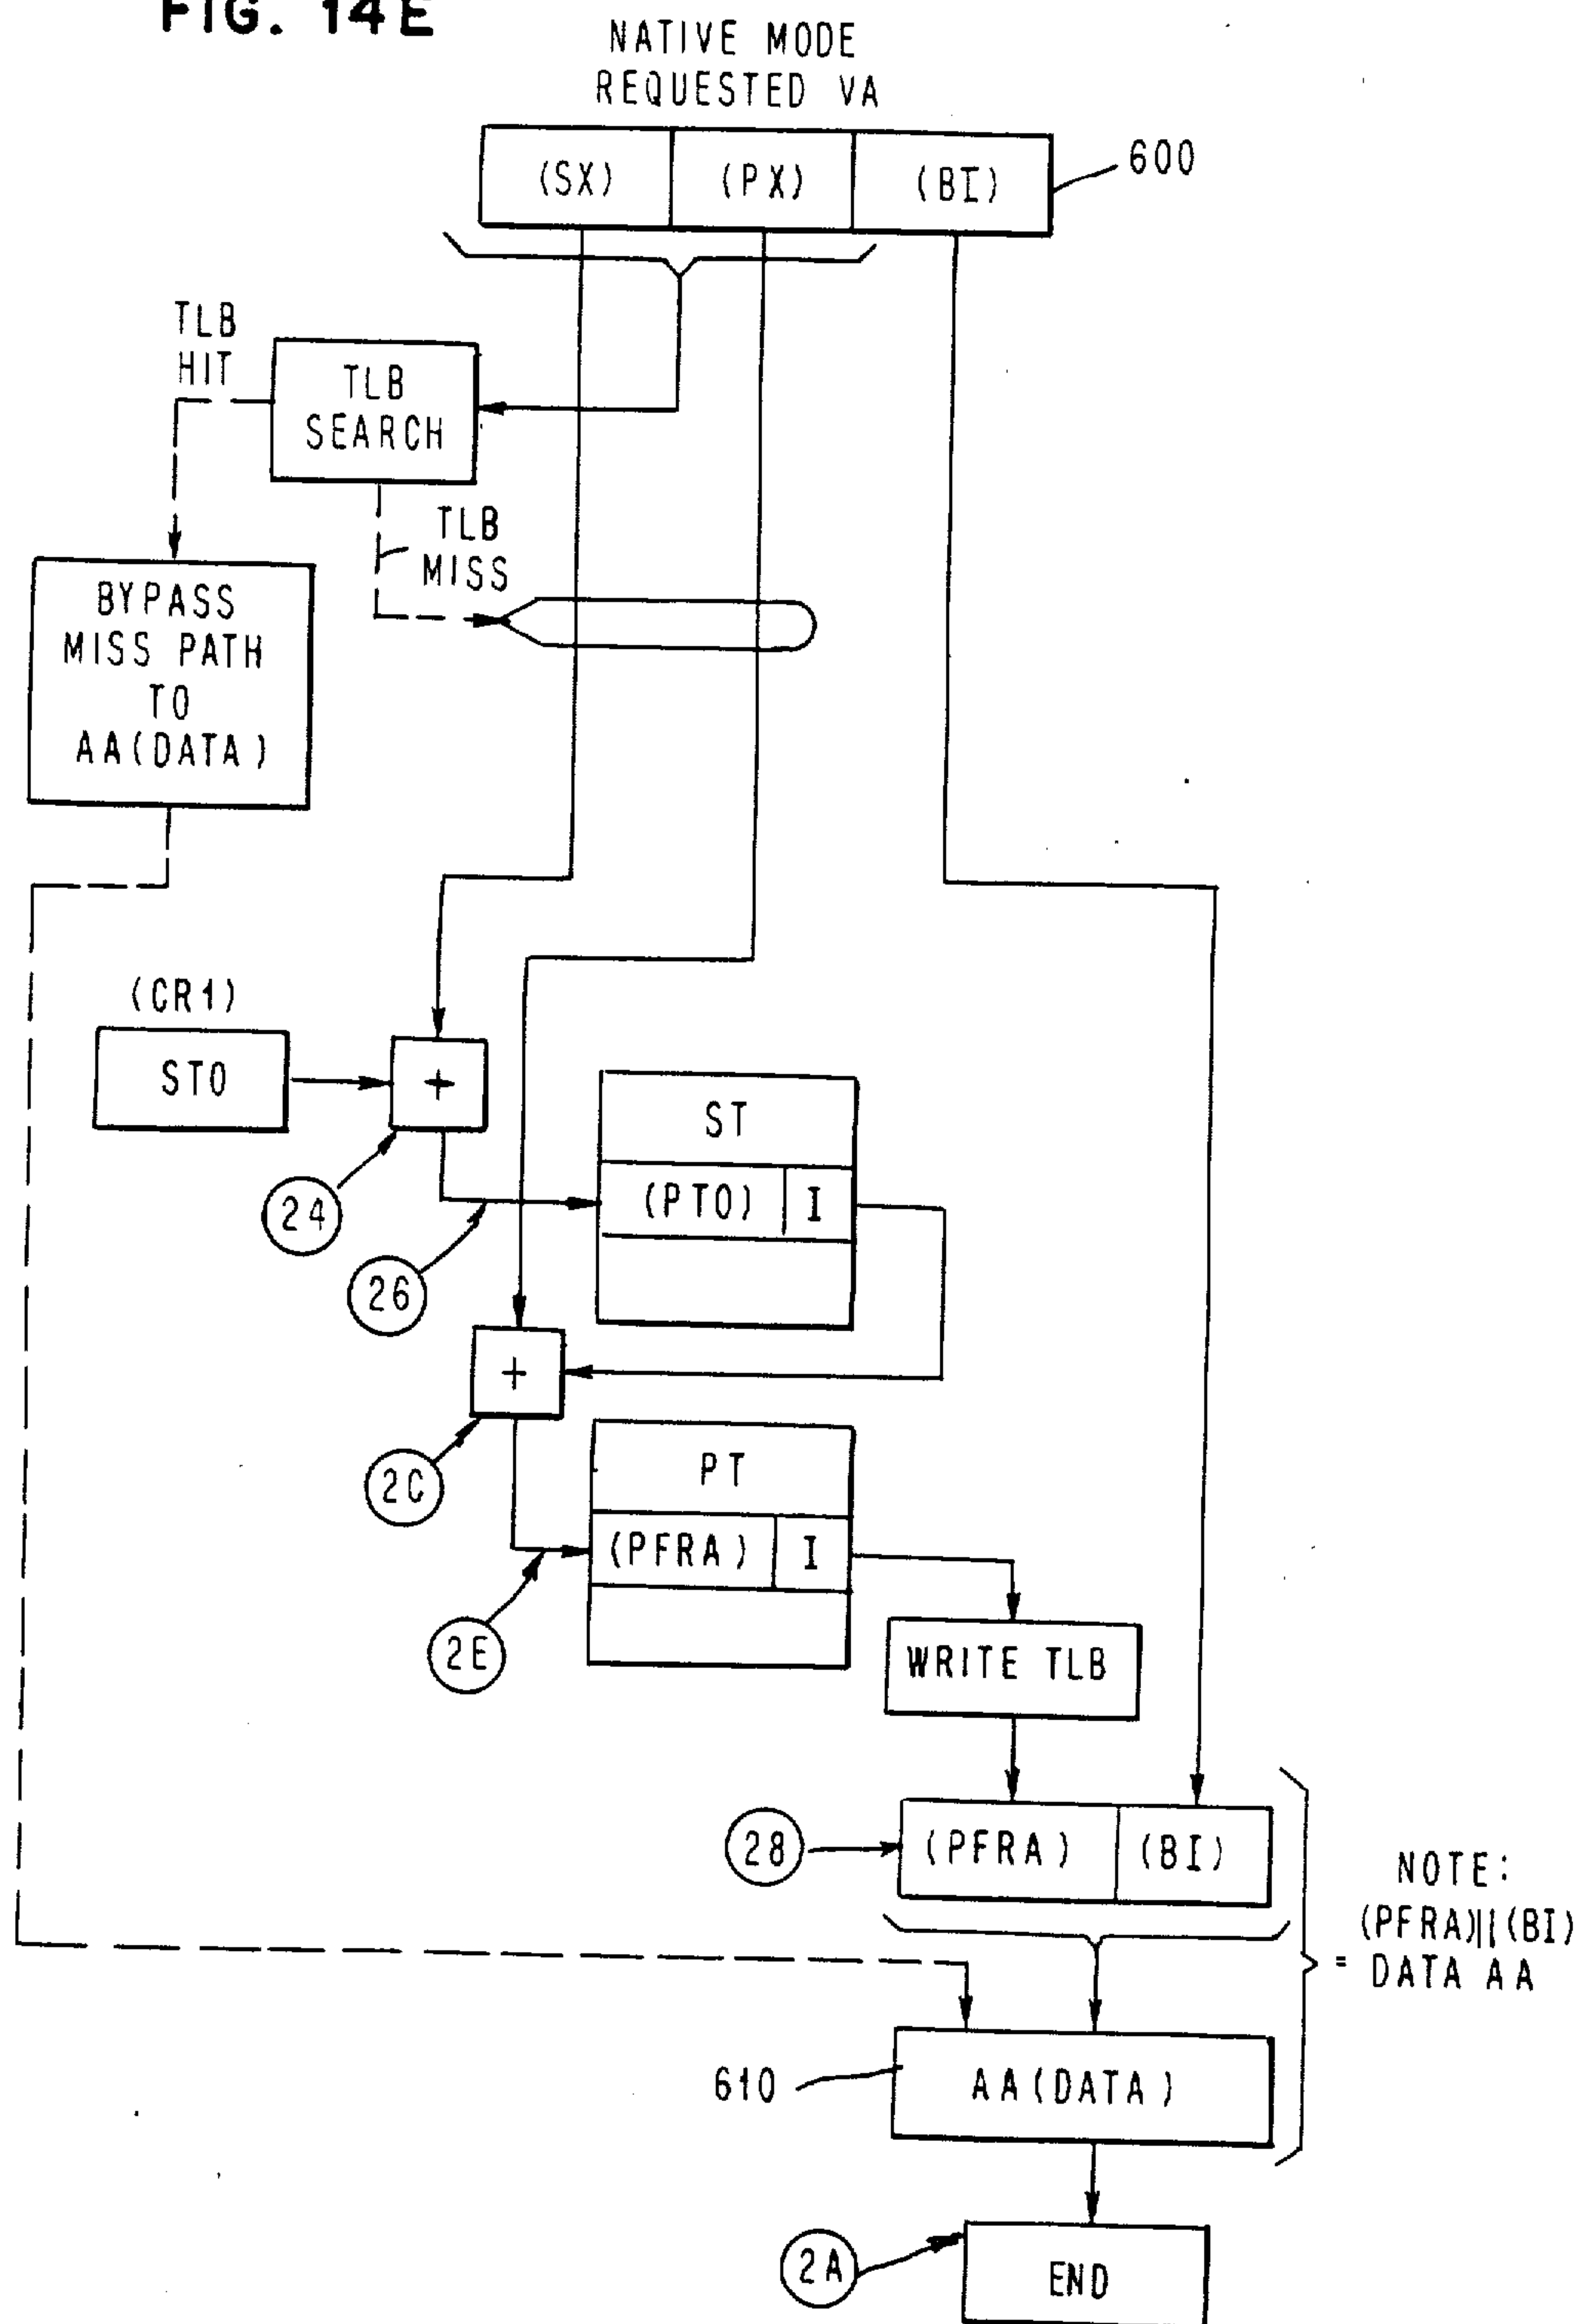 FIG. 14E
NATIVE MODE
REQUESTED VA
(SX) (PX) (BI)
600
TLB
HIT
TLB
SEARCH
TLB
MISS
BYPASS
MISS PATH
TO
AA(DATA)
(CR1)
STO
+
24
ST
(PTO) I
26
+
2C
PT
(PFRA) I
2E
WRITE TLB
28
(PFRA) (BI)
NOTE:
(PFRA)||(BI)
= DATA AA
610
AA(DATA)
2A
END